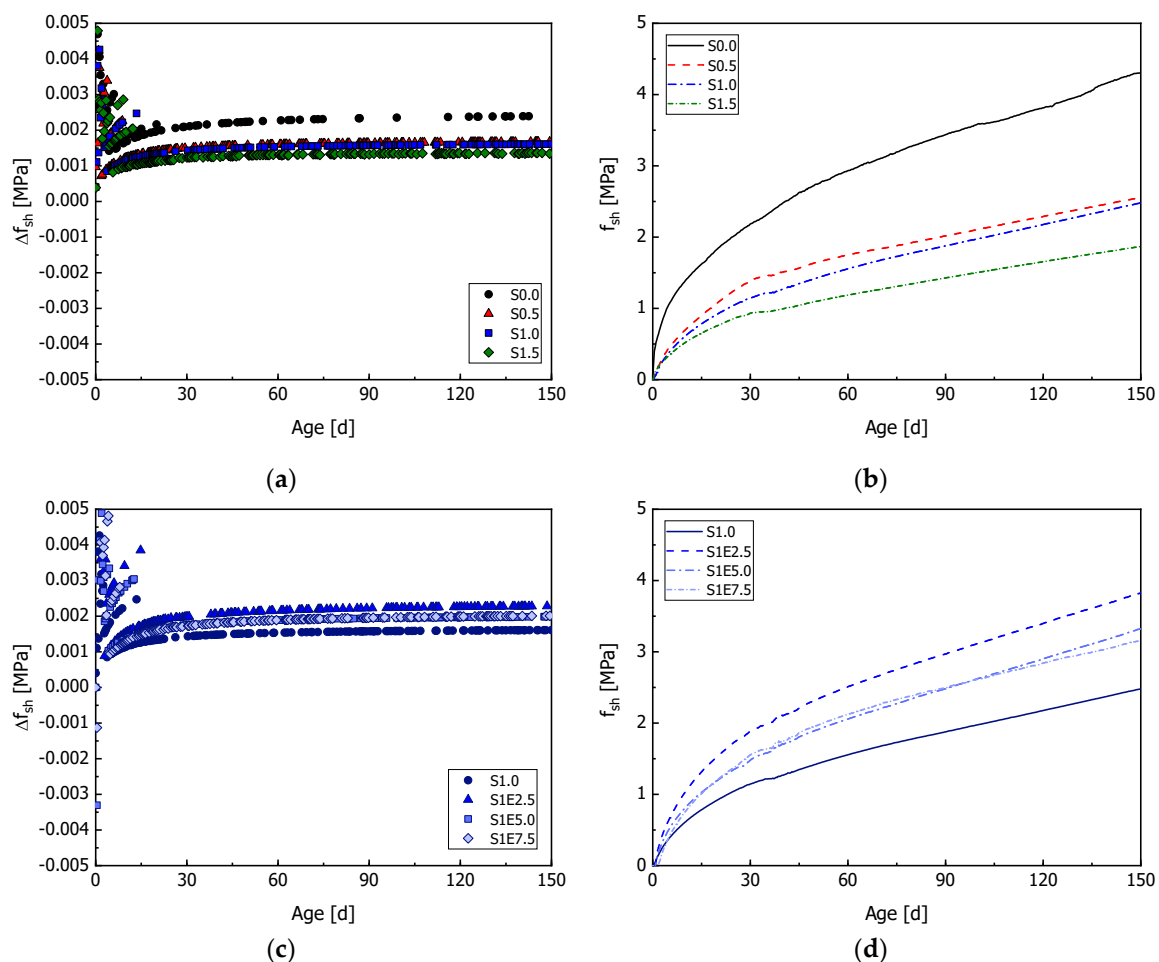 0.005
0.004
0.003
0.002
0.001
0.000
-0.001
-0.002
-0.003
-0.004
-0.005
Δfsh [MPa]
S0.0
S0.5
S1.0
S1.5
0 30 60 90 120 150
Age [d]
(a)
5
4
3
2
1
0
fsh [MPa]
S0.0
S0.5
S1.0
S1.5
0 30 60 90 120 150
Age [d]
(b)
0.005
0.004
0.003
0.002
0.001
0.000
-0.001
-0.002
-0.003
-0.004
-0.005
Δfsh [MPa]
S1.0
S1E2.5
S1E5.0
S1E7.5
0 30 60 90 120 150
Age [d]
(c)
5
4
3
2
1
0
fsh [MPa]
S1.0
S1E2.5
S1E5.0
S1E7.5
0 30 60 90 120 150
Age [d]
(d)